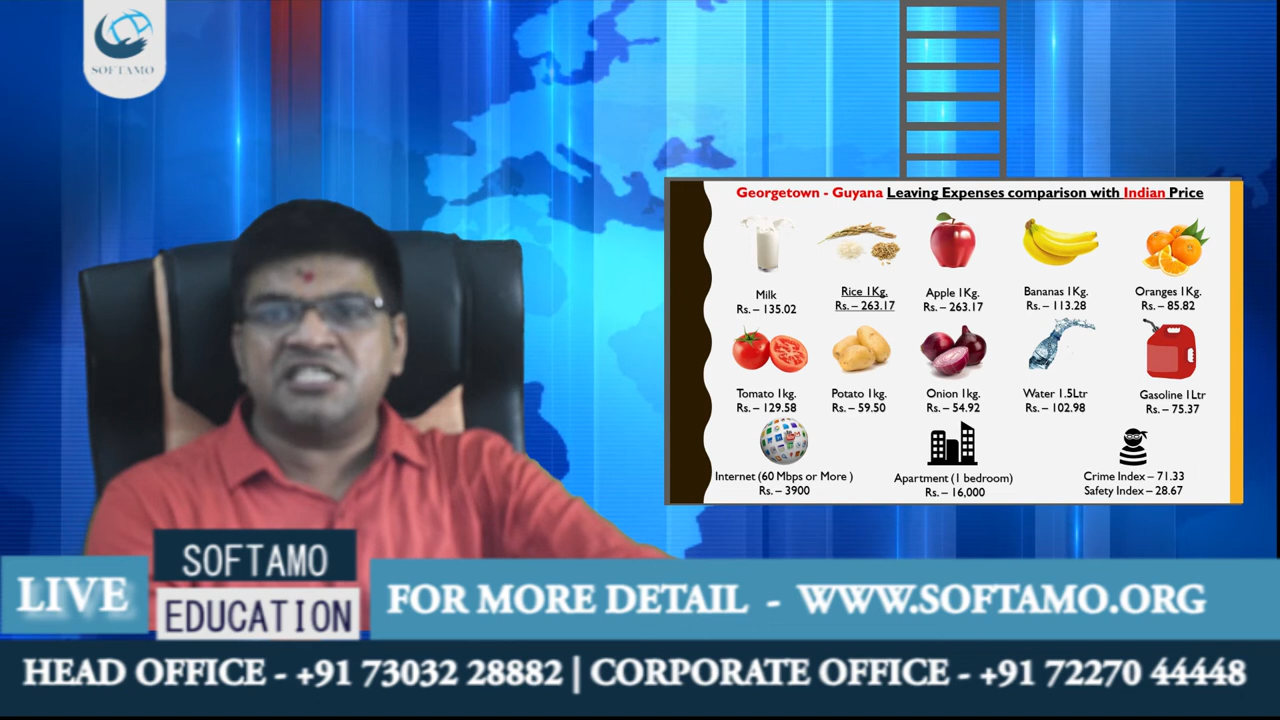 SOFTAMO
Georgetown - Guyana Leaving Expenses comparison with Indian Price
Milk
Rs. – 135.02
Rice 1Kg.
Rs. – 263.17
Apple 1Kg.
Rs. – 263.17
Bananas 1Kg.
Rs. – 113.28
Oranges 1Kg.
Rs. – 85.82
Tomato 1kg.
Rs. – 129.58
Potato 1kg.
Rs. – 59.50
Onion 1kg.
Rs. – 54.92
Water 1.5Ltr
Rs. – 102.98
Gasoline 1Ltr
Rs. – 75.37
Internet (60 Mbps or More )
Rs. – 3900
Apartment (1 bedroom)
Rs. – 16,000
Crime Index – 71.33
Safety Index – 28.67
LIVE
SOFTAMO
EDUCATION
FOR MORE DETAIL - WWW.SOFTAMO.ORG
HEAD OFFICE - +91 73032 28882 | CORPORATE OFFICE - +91 72270 44448